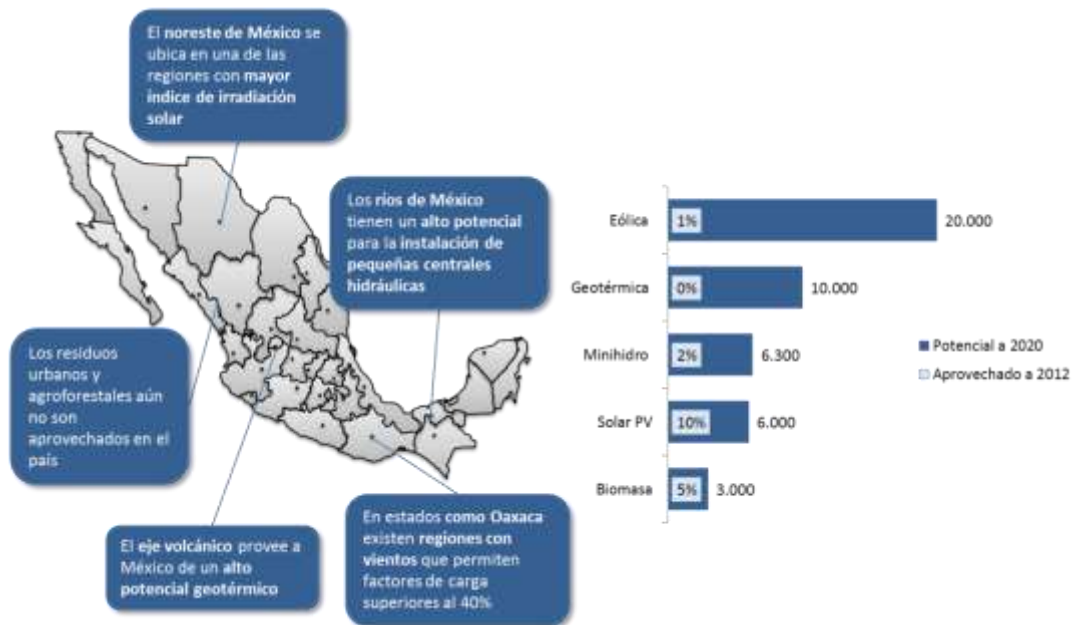 El noreste de México se
ubica en una de las
regiones con mayor
índice de irradiación
solar
Los ríos de México
tienen un alto potencial
para la instalación de
pequeñas centrales
hidráulicas
Los residuos
urbanos y
agroforestales aún
no son
aprovechados en el
país
El eje volcánico provee a
México de un alto
potencial geotérmico
En estados como Oaxaca
existen regiones con
vientos que permiten
factores de carga
superiores al 40%
Eólica 1% 20.000
Geotérmica 0% 10.000
Minihidro 2% 6.300
Solar PV 10% 6.000
Biomasa 5% 3.000
Potencial a 2020
Aprovechado a 2012